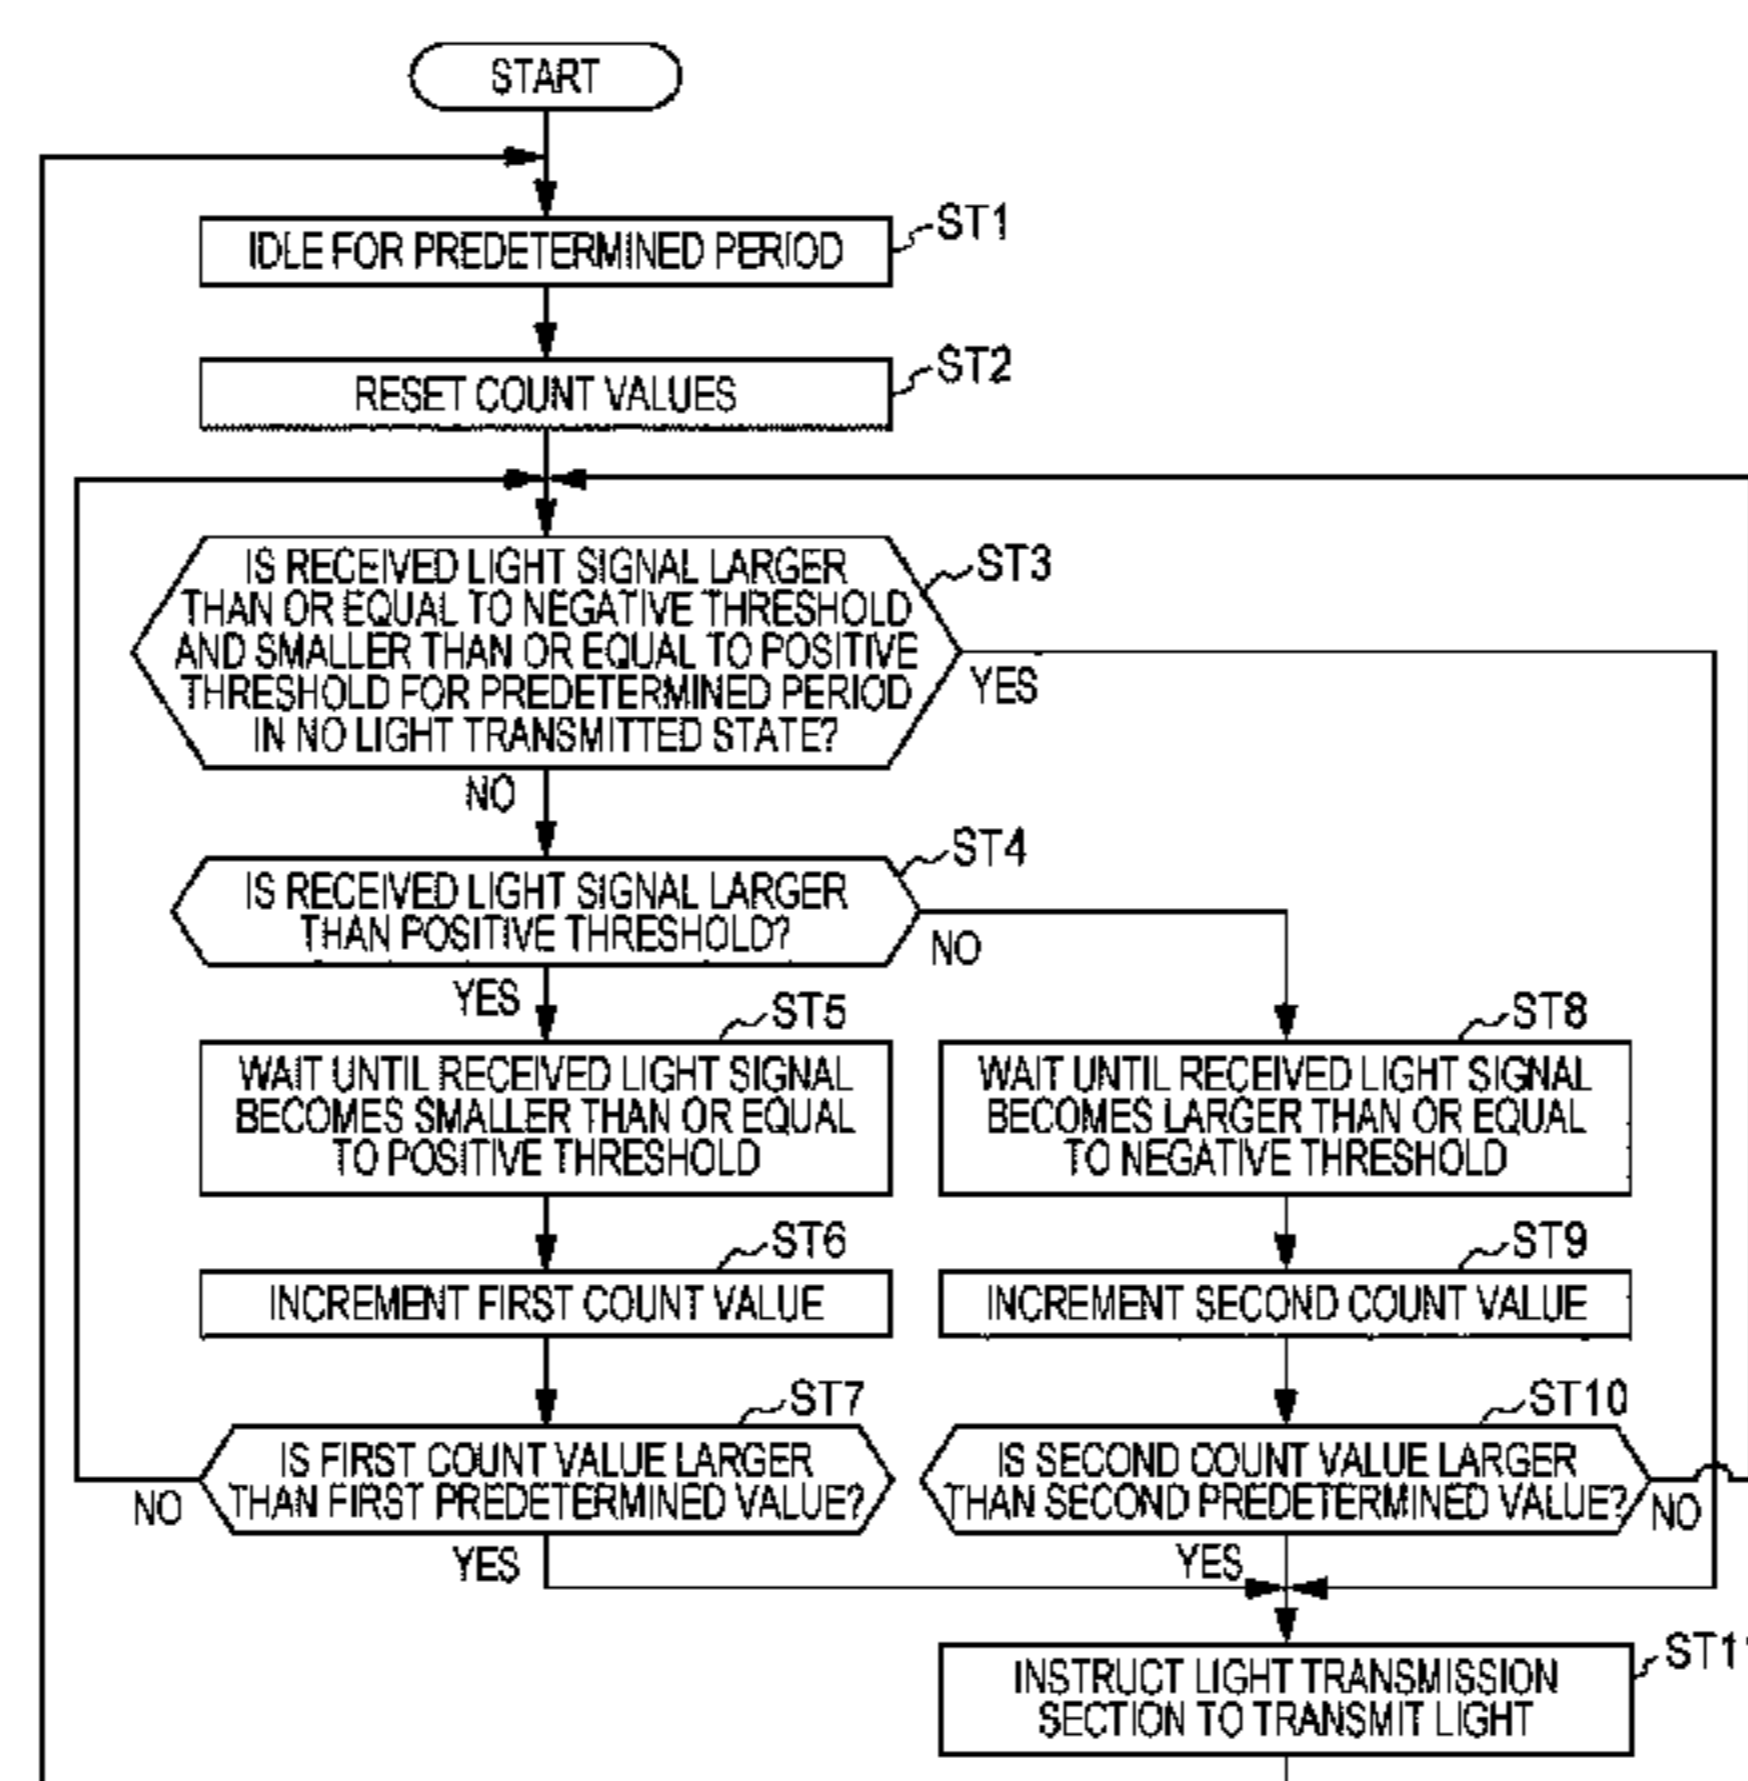 START
IDLE FOR PREDETERMINED PERIOD
ST1
RESET COUNT VALUES
ST2
IS RECEIVED LIGHT SIGNAL LARGER
THAN OR EQUAL TO NEGATIVE THRESHOLD
AND SMALLER THAN OR EQUAL TO POSITIVE
THRESHOLD FOR PREDETERMINED PERIOD
IN NO LIGHT TRANSMITTED STATE?
ST3
YES
NO
IS RECEIVED LIGHT SIGNAL LARGER
THAN POSITIVE THRESHOLD?
ST4
NO
YES
ST5
WAIT UNTIL RECEIVED LIGHT SIGNAL
BECOMES SMALLER THAN OR EQUAL
TO POSITIVE THRESHOLD
ST8
WAIT UNTIL RECEIVED LIGHT SIGNAL
BECOMES LARGER THAN OR EQUAL
TO NEGATIVE THRESHOLD
ST6
INCREMENT FIRST COUNT VALUE
ST9
INCREMENT SECOND COUNT VALUE
ST7
IS FIRST COUNT VALUE LARGER
THAN FIRST PREDETERMINED VALUE?
NO
YES
ST10
IS SECOND COUNT VALUE LARGER
THAN SECOND PREDETERMINED VALUE?
NO
YES
ST11
INSTRUCT LIGHT TRANSMISSION
SECTION TO TRANSMIT LIGHT